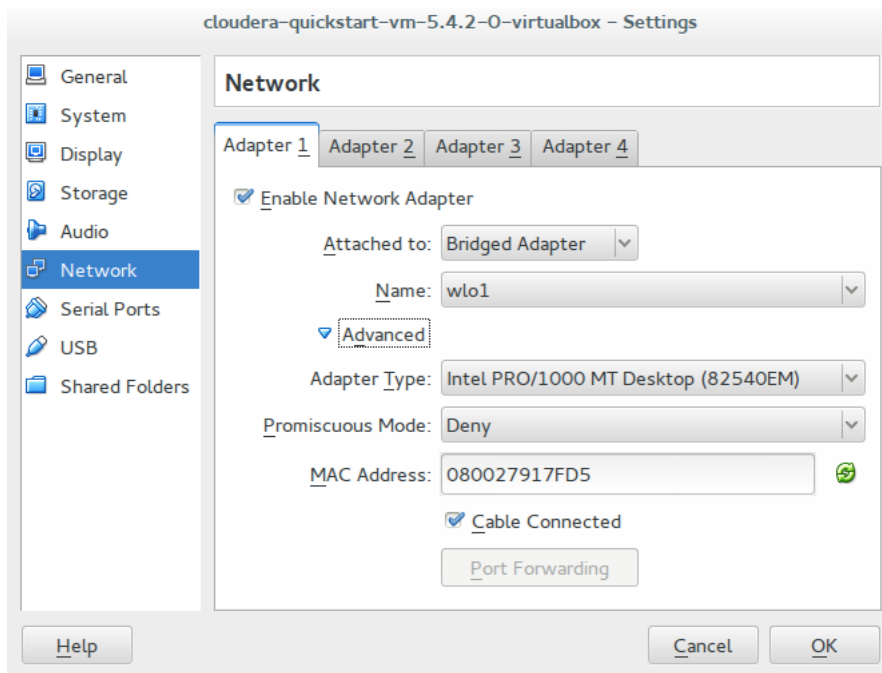 cloudera-quickstart-vm-5.4.2-0-virtualbox – Settings
General
System
Display
Storage
Audio
Network
Serial Ports
USB
Shared Folders
Network
Adapter 1 Adapter 2 Adapter 3 Adapter 4
Enable Network Adapter
Attached to: Bridged Adapter
Name: wlo1
Advanced
Adapter Type: Intel PRO/1000 MT Desktop (82540EM)
Promiscuous Mode: Deny
MAC Address: 080027917FD5
Cable Connected
Port Forwarding
Help Cancel OK